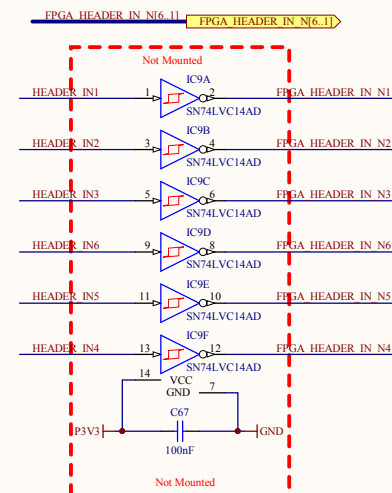 FPGA_HEADER_IN_N[6..1]
FPGA_HEADER_IN_N[6..1]
Not Mounted
IC9A
HEADER_IN1 1 2 FPGA_HEADER_IN_N1
SN74LVC14AD
IC9B
HEADER_IN2 3 4 FPGA_HEADER_IN_N2
SN74LVC14AD
IC9C
HEADER_IN3 5 6 FPGA_HEADER_IN_N3
SN74LVC14AD
IC9D
HEADER_IN6 9 8 FPGA_HEADER_IN_N6
SN74LVC14AD
IC9E
HEADER_IN5 11 10 FPGA_HEADER_IN_N5
SN74LVC14AD
IC9F
HEADER_IN4 13 12 FPGA_HEADER_IN_N4
SN74LVC14AD
14 VCC
GND 7
C67
P3V3 GND
100nF
Not Mounted